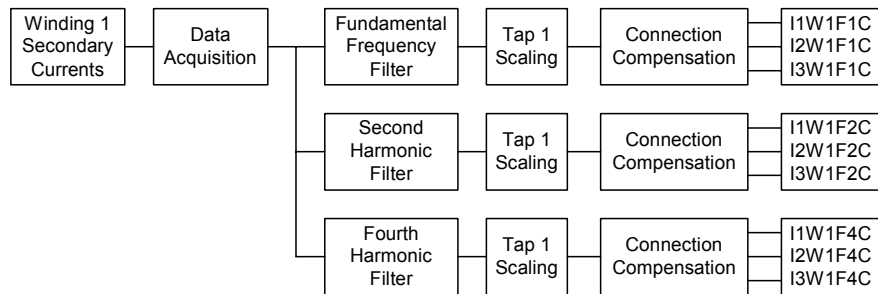 Winding 1
Secondary
Currents
Data
Acquisition
Fundamental
Frequency
Filter
Tap 1
Scaling
Connection
Compensation
I1W1F1C
I2W1F1C
I3W1F1C
Second
Harmonic
Filter
Tap 1
Scaling
Connection
Compensation
I1W1F2C
I2W1F2C
I3W1F2C
Fourth
Harmonic
Filter
Tap 1
Scaling
Connection
Compensation
I1W1F4C
I2W1F4C
I3W1F4C